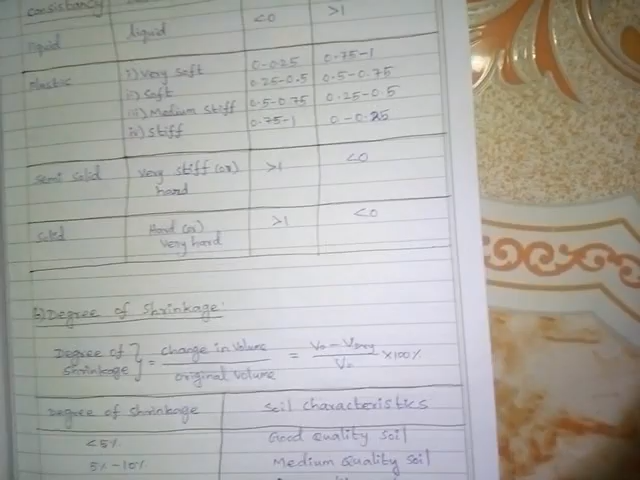 consistancy
<0 >1
liquid liquid
Plastic i) Very Soft 0-0.25 0.75-1
ii) Soft 0.25-0.5 0.5-0.75
iii) Medium Stiff 0.5-0.75 0.25-0.5
iv) Stiff 0.75-1 0-0.25
Semi Solid Very Stiff (or) >1 <0
hard
Solid Hard (or) >1 <0
Very hard
b) Degree of Shrinkage:
Degree of Shrinkage } = change in Volume / original Volume = V₀ - Vdry / V₀ ×100%
Degree of Shrinkage Soil characteristics
<5% Good Quality Soil
5% -10% Medium Quality Soil